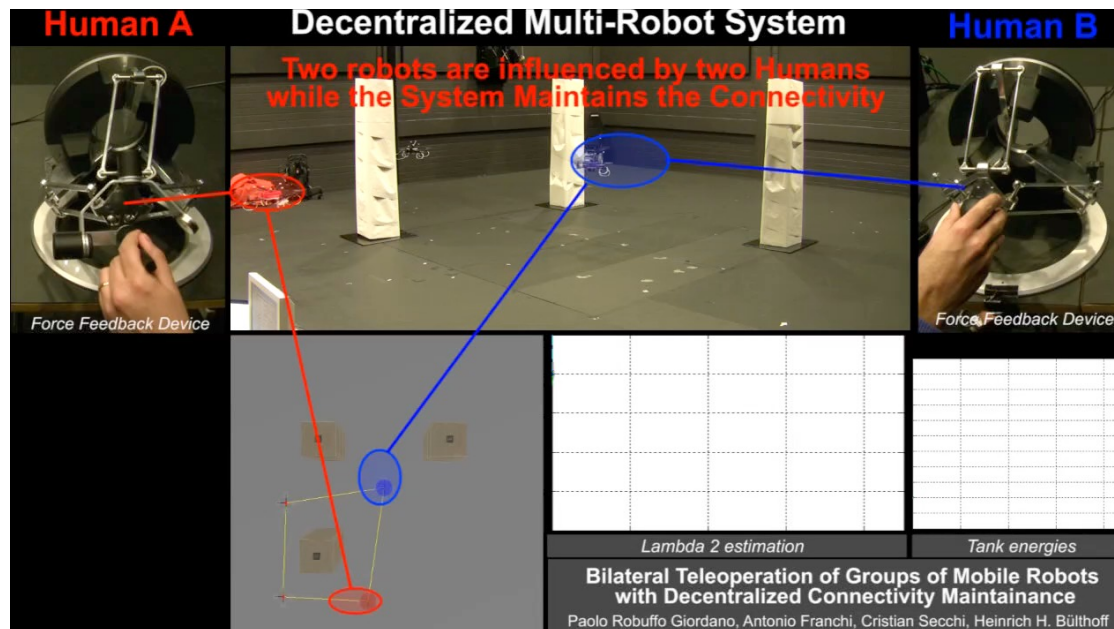 Human A
Decentralized Multi-Robot System
Human B
Two robots are influenced by two Humans
while the System Maintains the Connectivity
Force Feedback Device
Force Feedback Device
Lambda 2 estimation
Tank energies
Bilateral Teleoperation of Groups of Mobile Robots
with Decentralized Connectivity Maintainance
Paolo Robuffo Giordano, Antonio Franchi, Cristian Secchi, Heinrich H. Bülthoff